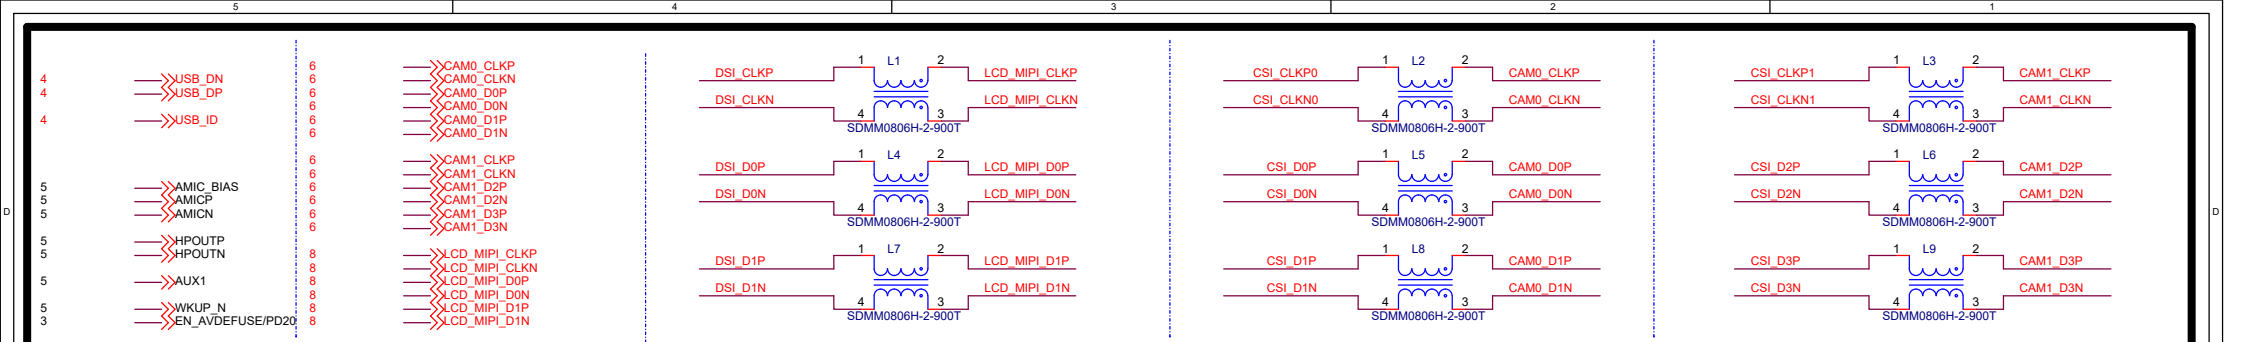 5 4 3 2 1
D
4 USB_DN
4 USB_DP
4 USB_ID
5 AMIC_BIAS
5 AMICP
5 AMICN
5 HPOUTP
5 HPOUTN
5 AUX1
5 WKUP_N
3 EN_AVDEFUSE/PD20
6 CAM0_CLKP
6 CAM0_CLKN
6 CAM0_D0P
6 CAM0_D0N
6 CAM0_D1P
6 CAM0_D1N
6 CAM1_CLKP
6 CAM1_CLKN
6 CAM1_D2P
6 CAM1_D2N
6 CAM1_D3P
6 CAM1_D3N
8 LCD_MIPI_CLKP
8 LCD_MIPI_CLKN
8 LCD_MIPI_D0P
8 LCD_MIPI_D0N
8 LCD_MIPI_D1P
8 LCD_MIPI_D1N
1 L1 2
DSI_CLKP LCD_MIPI_CLKP
DSI_CLKN LCD_MIPI_CLKN
4 3
SDMM0806H-2-900T
1 L4 2
DSI_D0P LCD_MIPI_D0P
DSI_D0N LCD_MIPI_D0N
4 3
SDMM0806H-2-900T
1 L7 2
DSI_D1P LCD_MIPI_D1P
DSI_D1N LCD_MIPI_D1N
4 3
SDMM0806H-2-900T
1 L2 2
CSI_CLKP0 CAM0_CLKP
CSI_CLKN0 CAM0_CLKN
4 3
SDMM0806H-2-900T
1 L5 2
CSI_D0P CAM0_D0P
CSI_D0N CAM0_D0N
4 3
SDMM0806H-2-900T
1 L8 2
CSI_D1P CAM0_D1P
CSI_D1N CAM0_D1N
4 3
SDMM0806H-2-900T
1 L3 2
CSI_CLKP1 CAM1_CLKP
CSI_CLKN1 CAM1_CLKN
4 3
SDMM0806H-2-900T
1 L6 2
CSI_D2P CAM1_D2P
CSI_D2N CAM1_D2N
4 3
SDMM0806H-2-900T
1 L9 2
CSI_D3P CAM1_D3P
CSI_D3N CAM1_D3N
4 3
SDMM0806H-2-900T
D